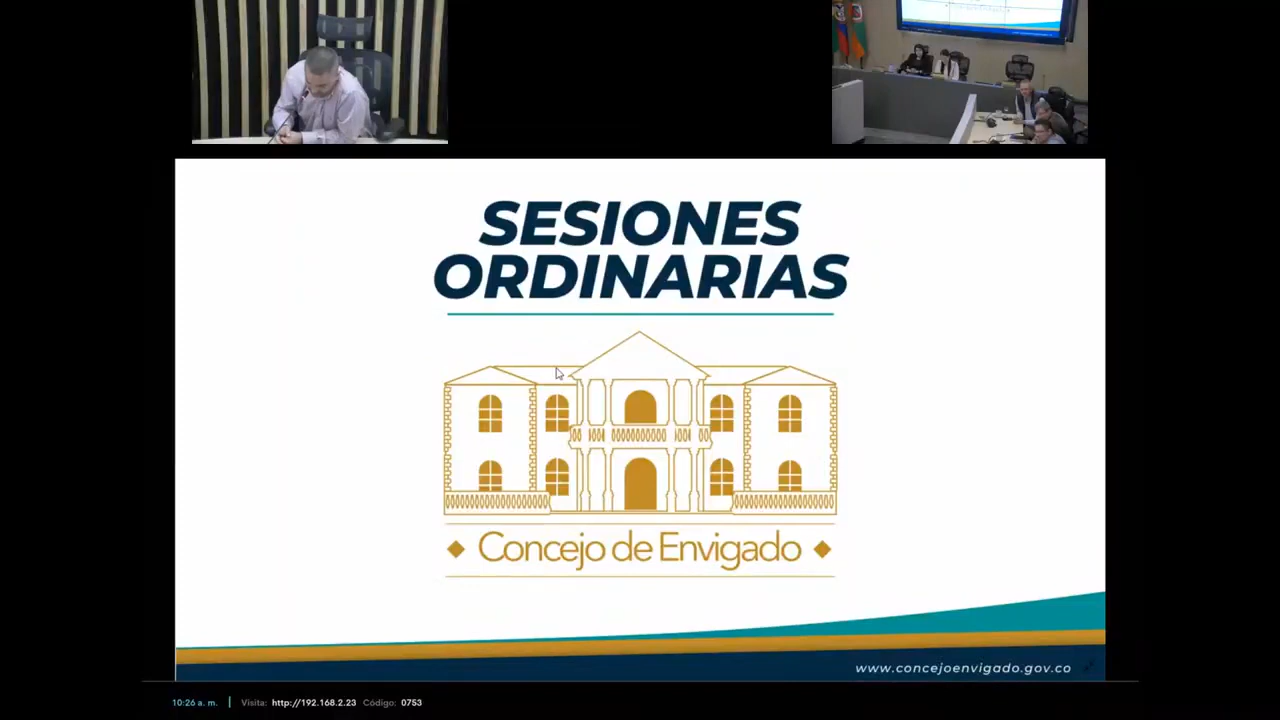 SESIONES
ORDINARIAS
Concejo de Envigado
www.concejoenvigado.gov.co
10:26 a. m. Visita: http://192.168.2.23 Código: 0753